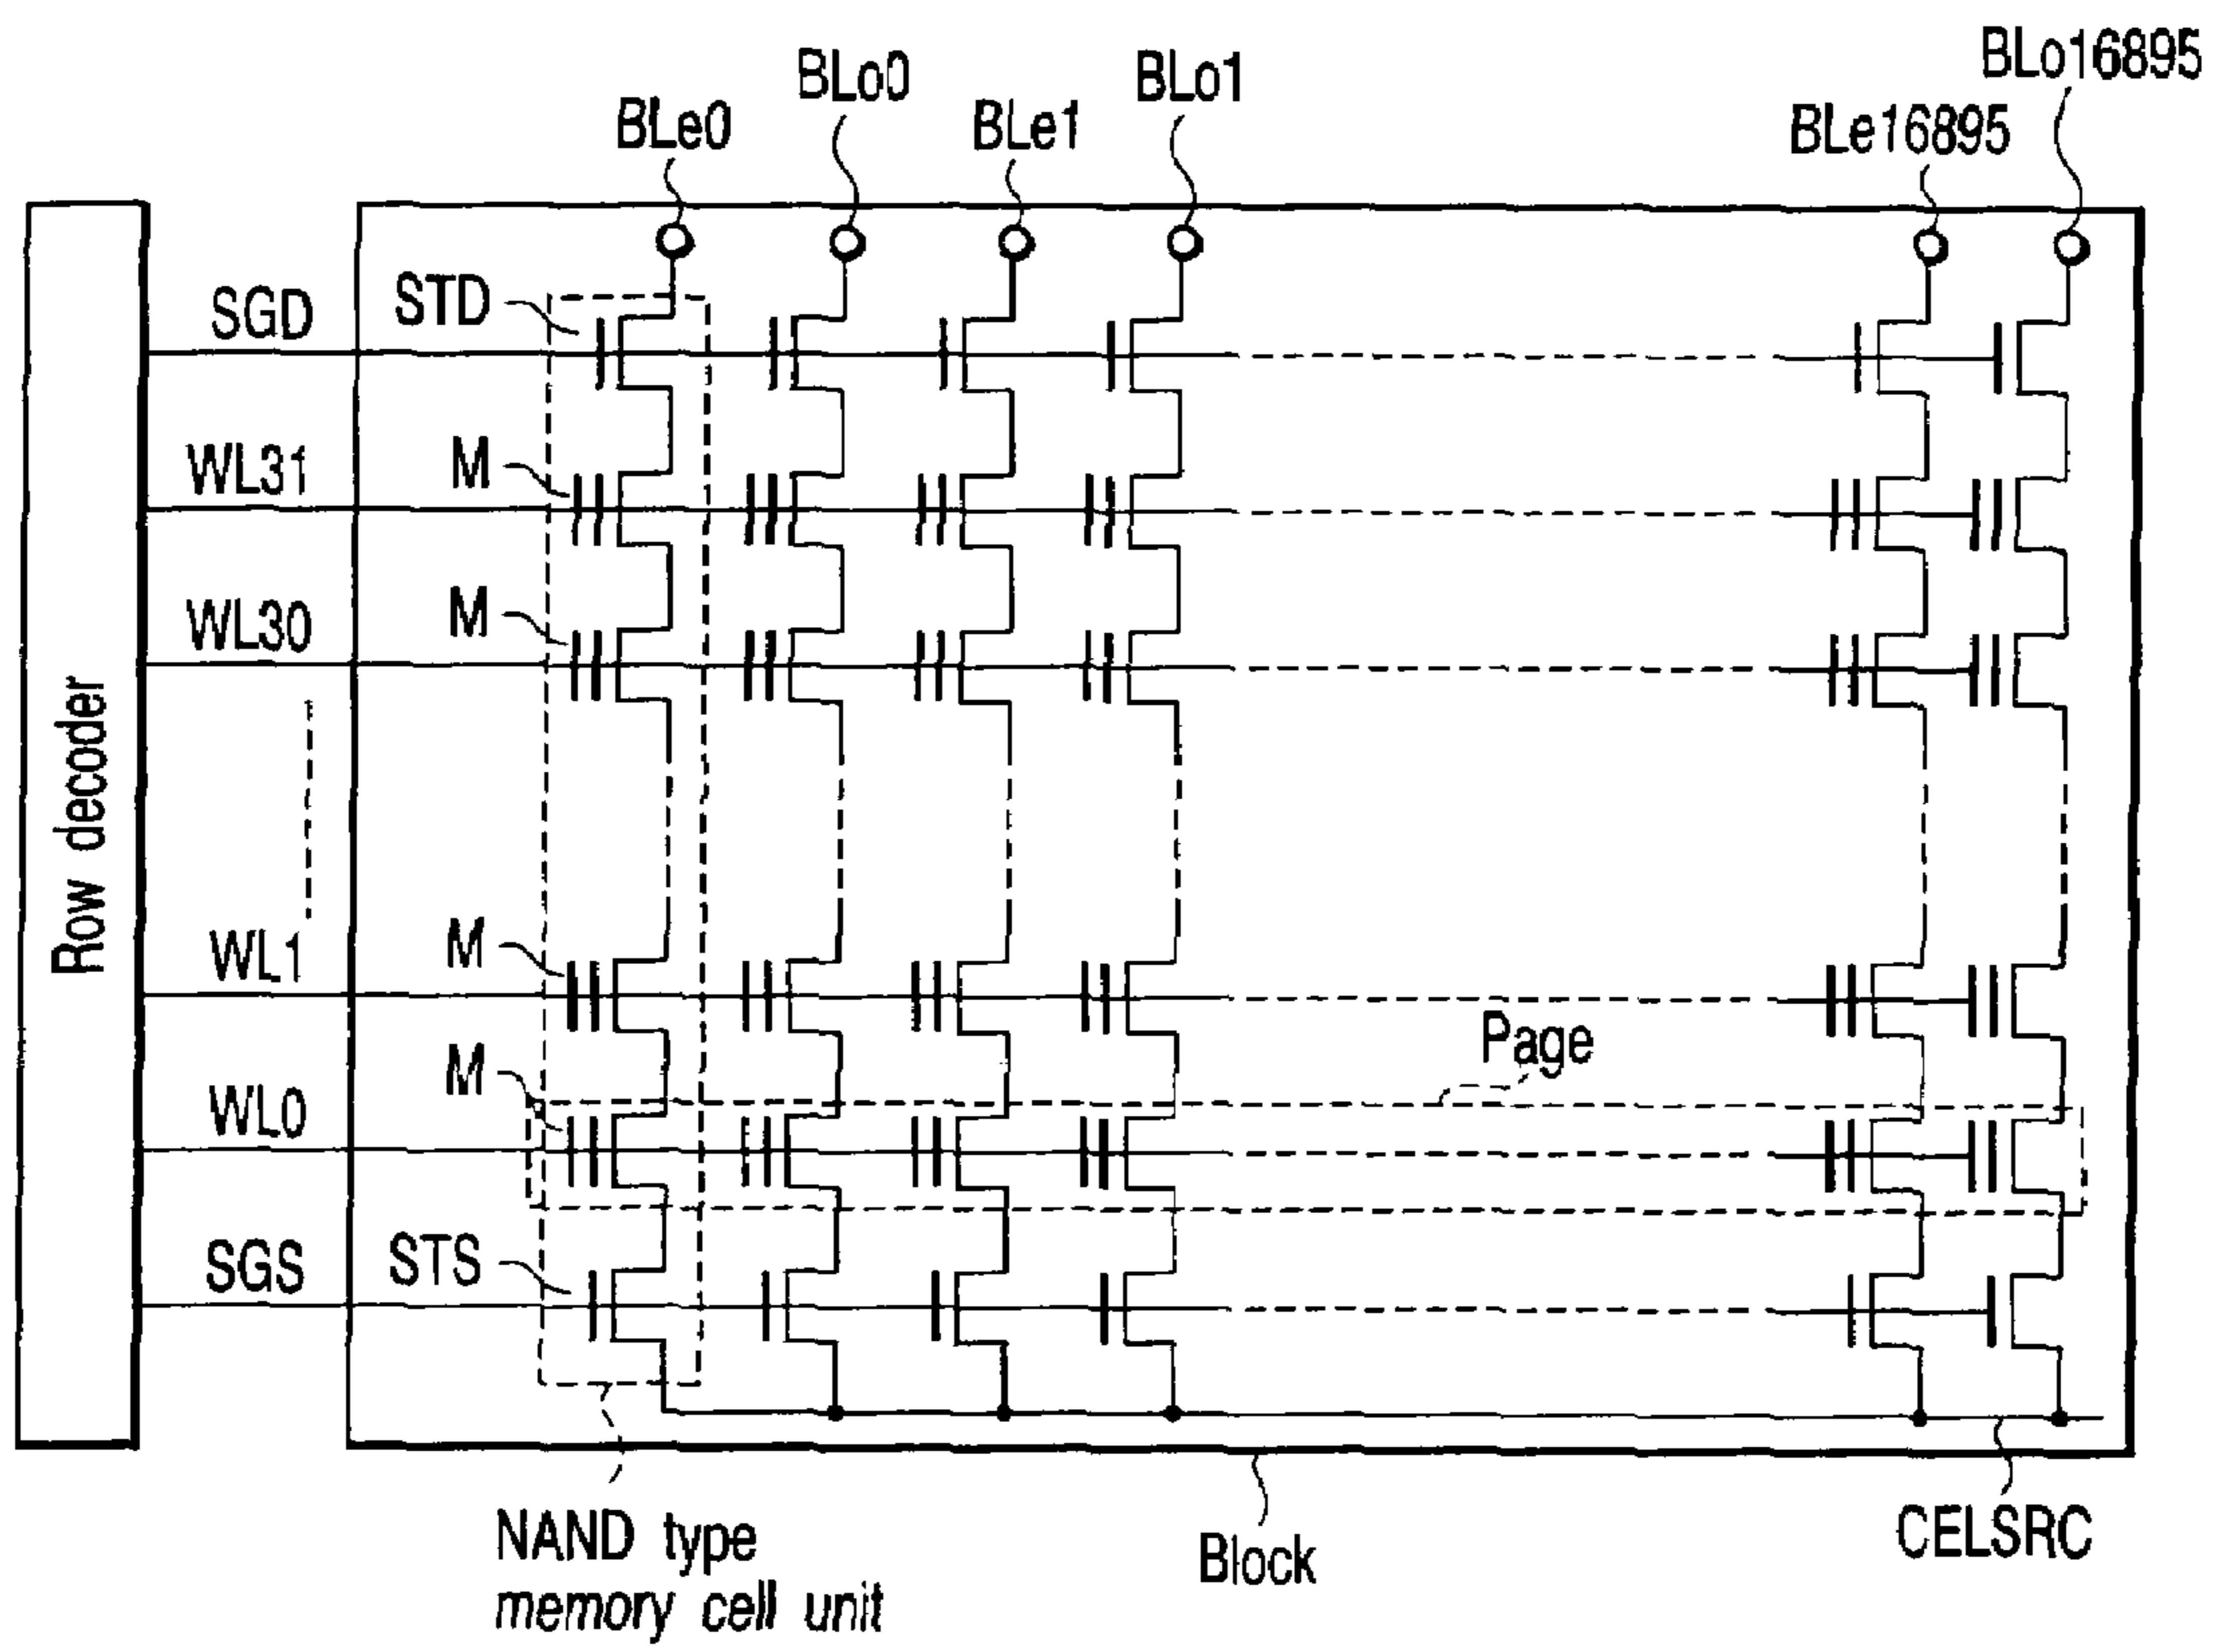 BLe0
BLo0
BLe1
BLo1
BLe16895
BLo16895
SGD
STD
WL31
M
WL30
M
Row decoder
WL1
M
Page
WL0
M
SGS
STS
NAND type
memory cell unit
Block
CELSRC